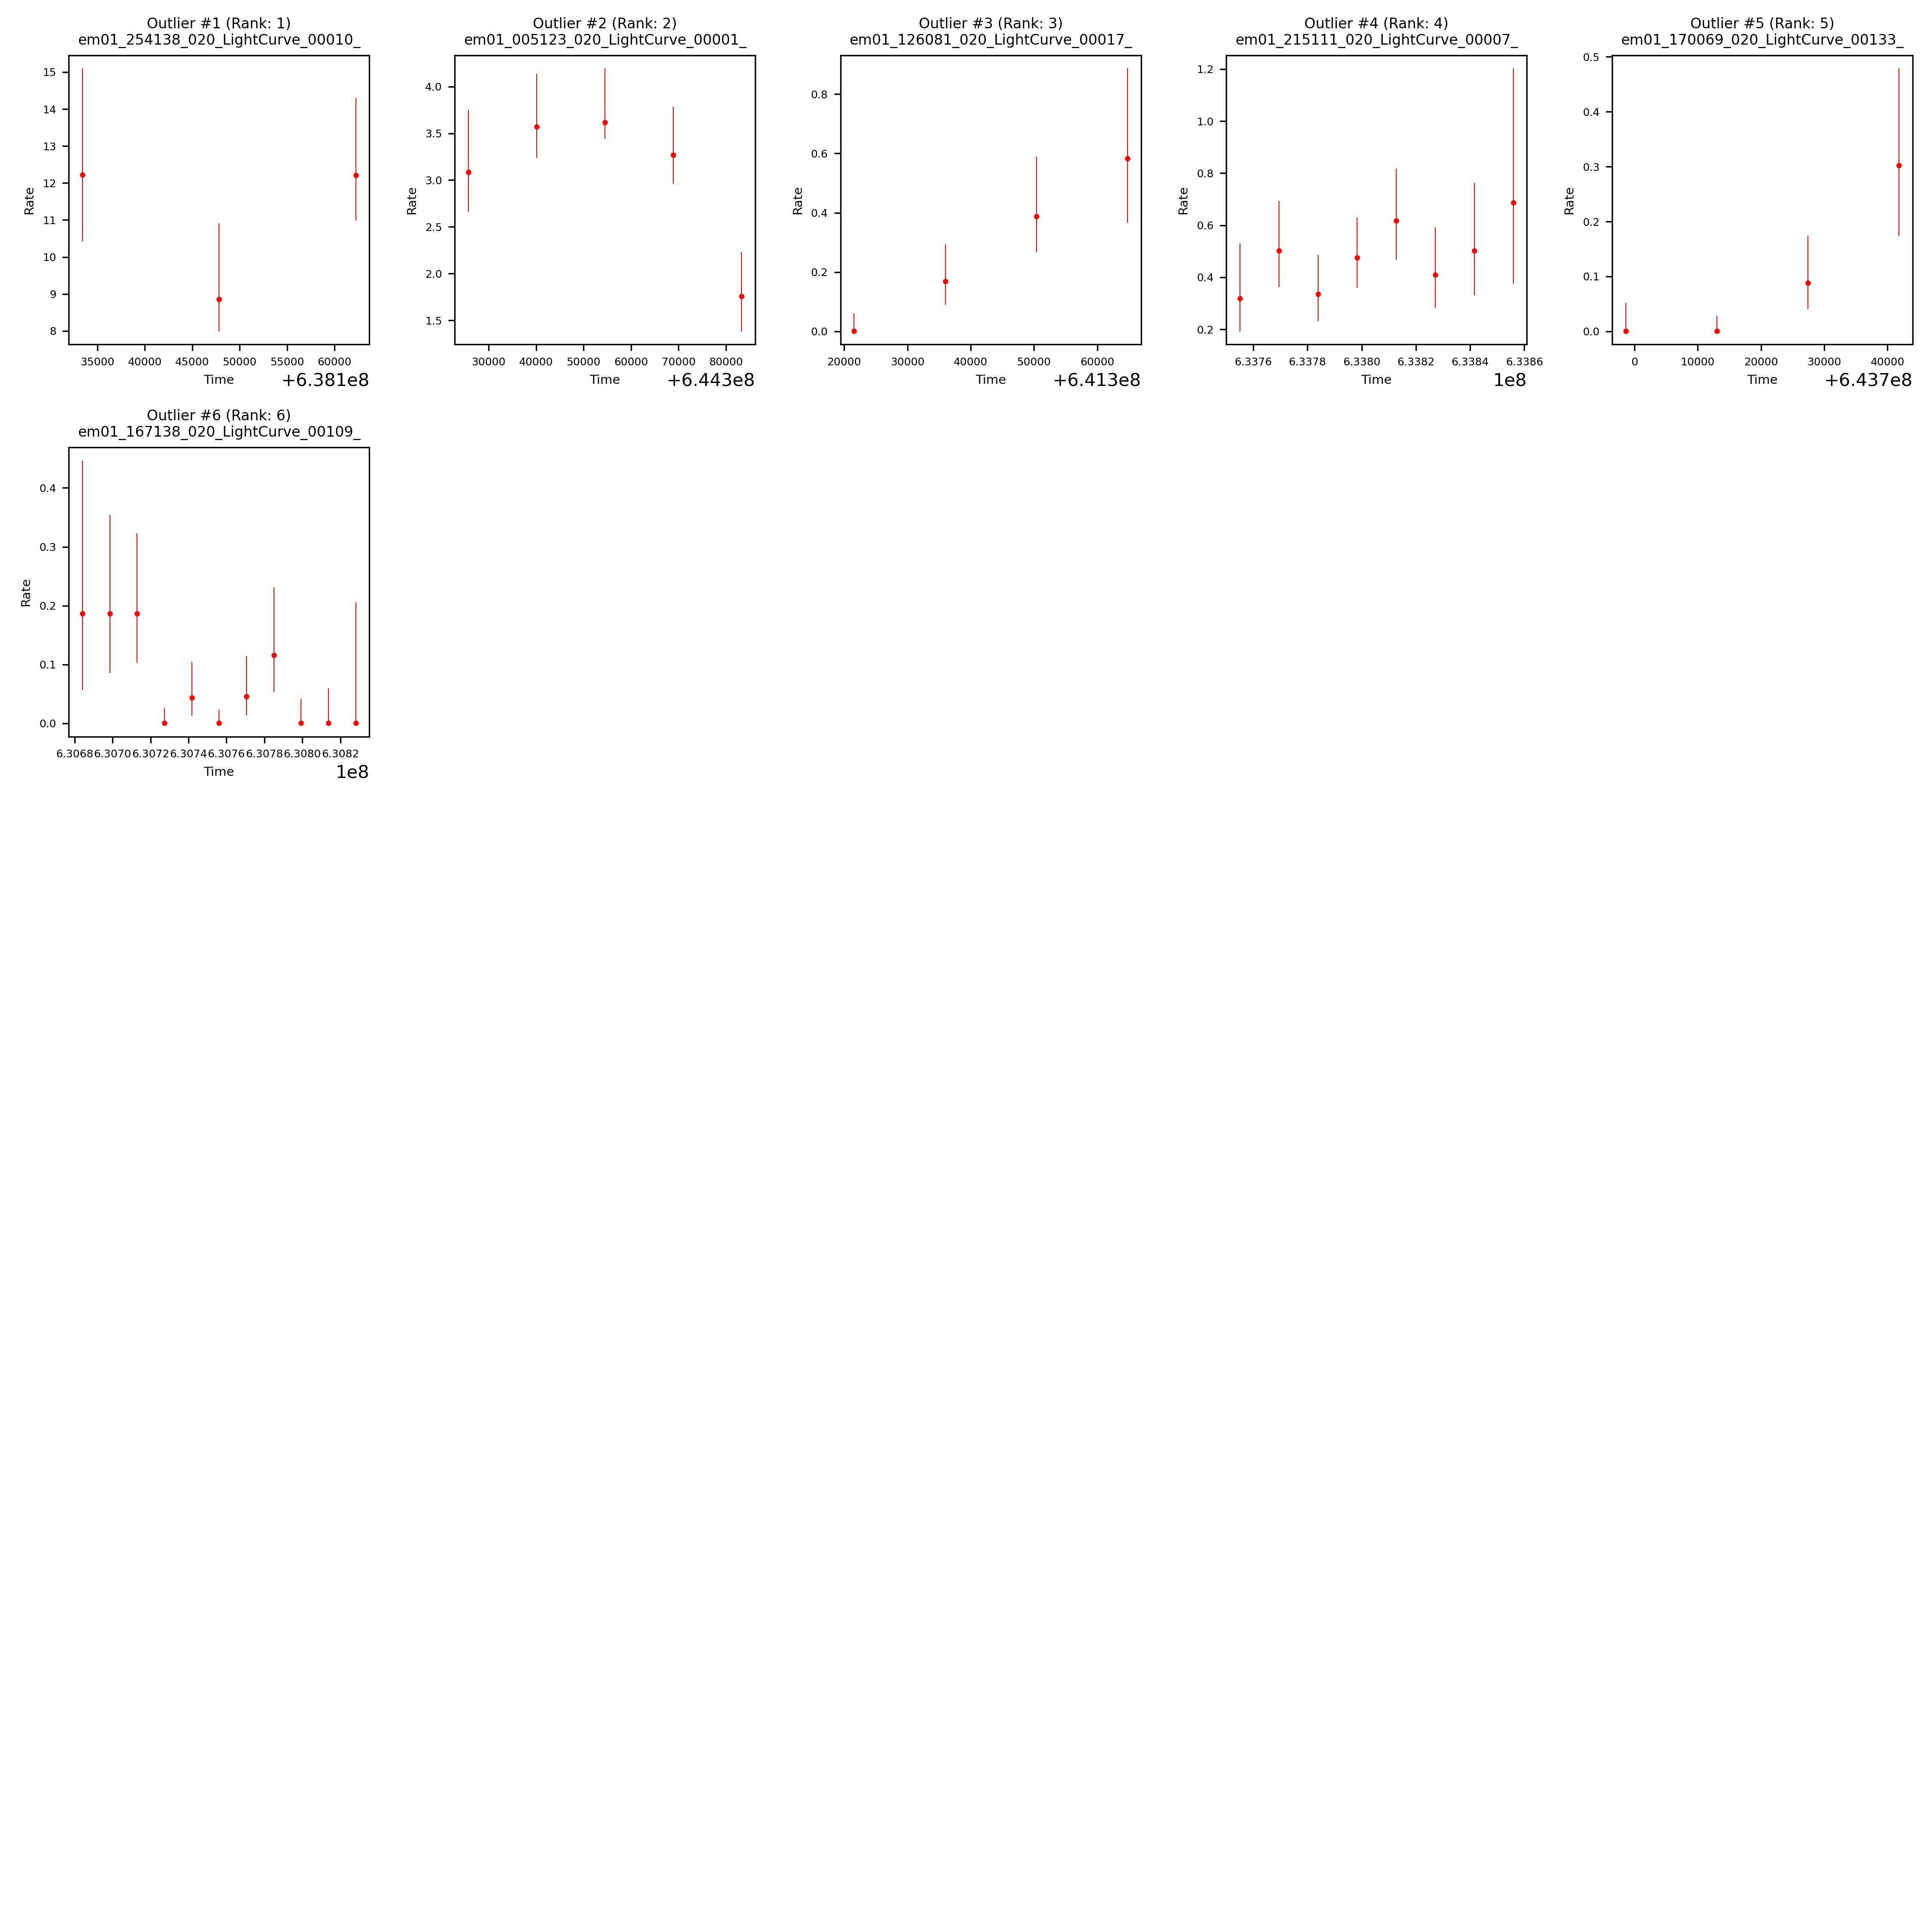 Outlier #1 (Rank: 1)
em01_254138_020_LightCurve_00010_
15
14
13
12
11
10
9
8
Rate
35000 40000 45000 50000 55000 60000
Time
+6.381e8
Outlier #2 (Rank: 2)
em01_005123_020_LightCurve_00001_
4.0
3.5
3.0
2.5
2.0
1.5
Rate
30000 40000 50000 60000 70000 80000
Time
+6.443e8
Outlier #3 (Rank: 3)
em01_126081_020_LightCurve_00017_
0.8
0.6
0.4
0.2
0.0
Rate
20000 30000 40000 50000 60000
Time
+6.413e8
Outlier #4 (Rank: 4)
em01_215111_020_LightCurve_00007_
1.2
1.0
0.8
0.6
0.4
0.2
Rate
6.3376 6.3378 6.3380 6.3382 6.3384 6.3386
Time
1e8
Outlier #5 (Rank: 5)
em01_170069_020_LightCurve_00133_
0.5
0.4
0.3
0.2
0.1
0.0
Rate
0 10000 20000 30000 40000
Time
+6.437e8
Outlier #6 (Rank: 6)
em01_167138_020_LightCurve_00109_
0.4
0.3
0.2
0.1
0.0
Rate
6.3068 6.3070 6.3072 6.3074 6.3076 6.3078 6.3080 6.3082
Time
1e8